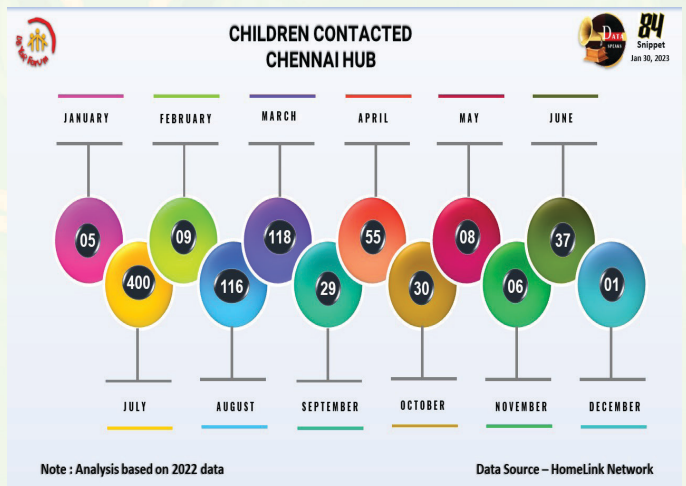 CHILDREN CONTACTED
CHENNAI HUB
DATA
SPEAKS
84
Snippet
Jan 30, 2023
JANUARY
FEBRUARY
MARCH
APRIL
MAY
JUNE
05
09
118
55
08
37
400
116
29
30
06
01
JULY
AUGUST
SEPTEMBER
OCTOBER
NOVEMBER
DECEMBER
Note : Analysis based on 2022 data
Data Source – HomeLink Network